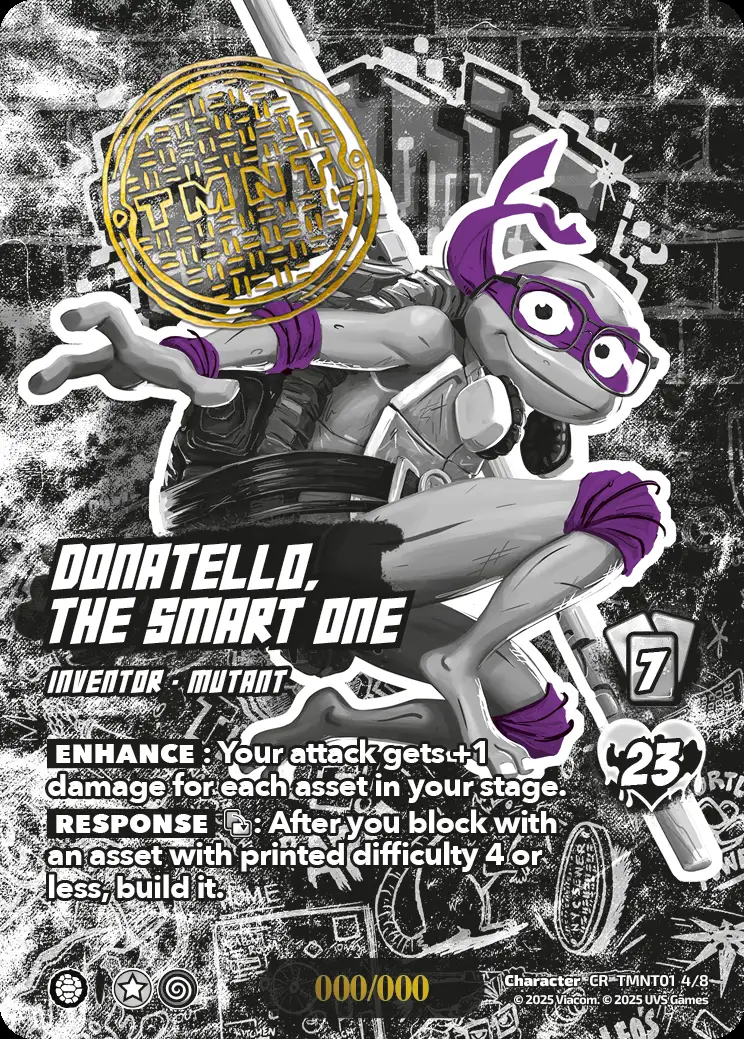 TMNT
DONATELLO,
THE SMART ONE
INVENTOR · MUTANT
7
23
ENHANCE : Your attack gets +1
damage for each asset in your stage.
RESPONSE : After you block with
an asset with printed difficulty 4 or
less, build it.
000/000
Character CR-TMNT01 4/8
© 2025 Viacom. © 2025 UVS Games